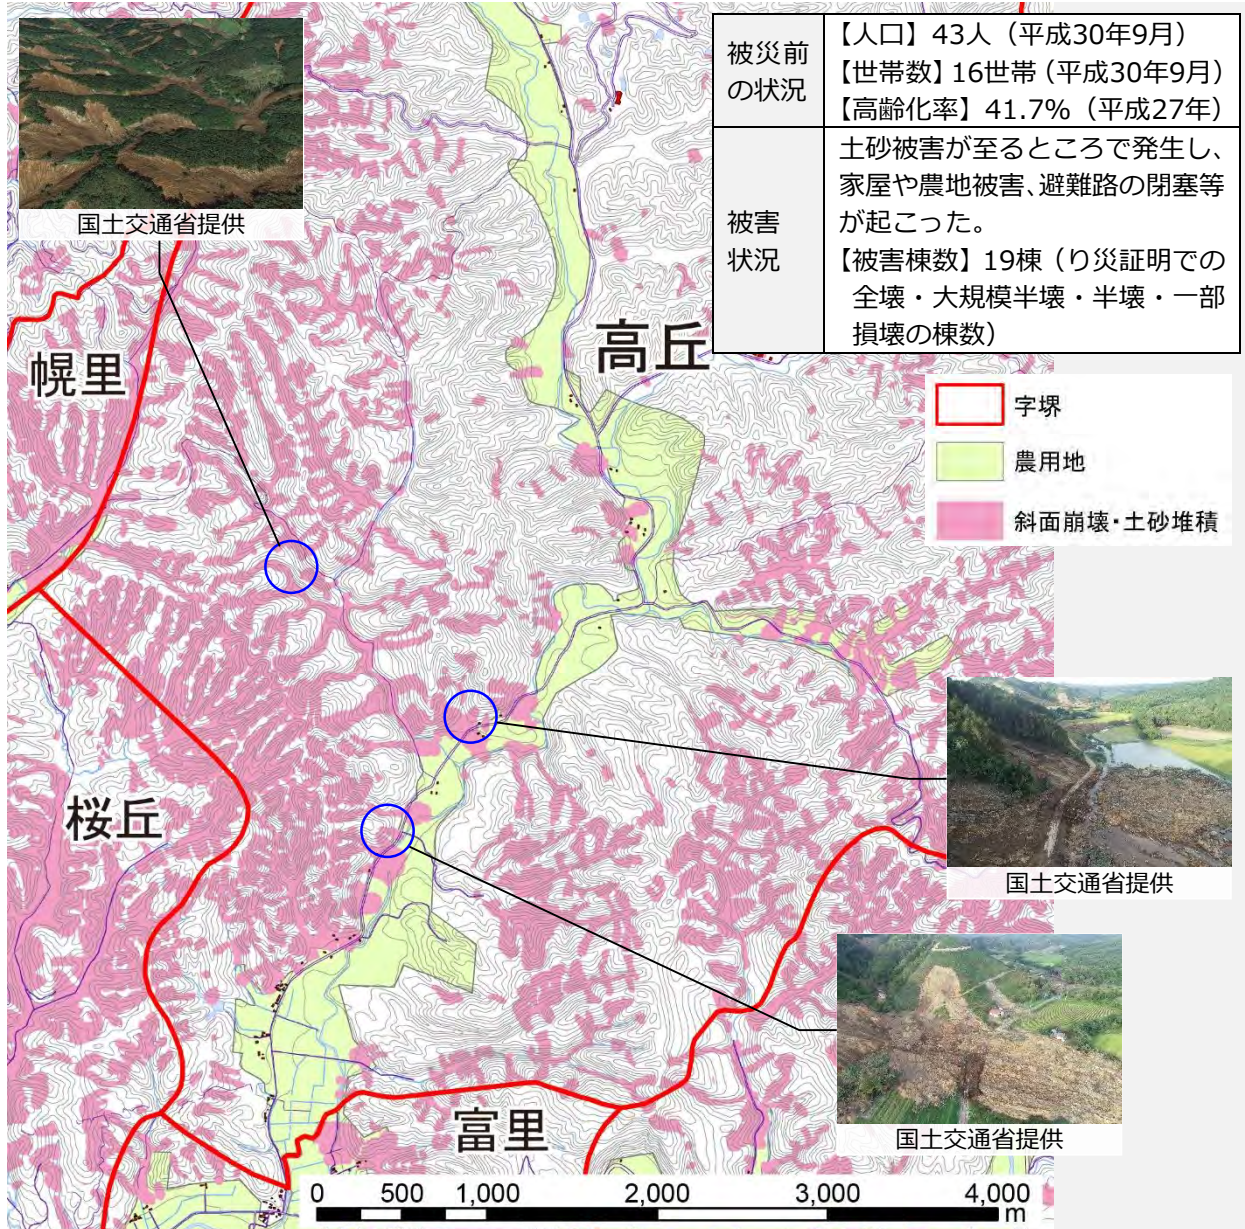 国土交通省提供
被災前
の状況
【人口】43人（平成30年9月）
【世帯数】16世帯（平成30年9月）
【高齢化率】41.7%（平成27年）
被害
状況
土砂被害が至るところで発生し、
家屋や農地被害、避難路の閉塞等
が起こった。
【被害棟数】19棟（り災証明での
全壊・大規模半壊・半壊・一部
損壊の棟数）
高丘
幌里
字堺
農用地
斜面崩壊・土砂堆積
桜丘
国土交通省提供
国土交通省提供
富里
0 500 1,000 2,000 3,000 4,000
m